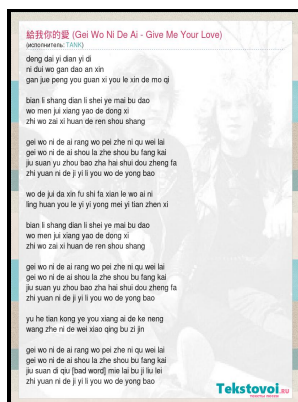 給我你的愛 (Gei Wo Ni De Ai - Give Me Your Love)
(исполнитель: TANK)
deng dai yi dian yi di
ni dui wo gan dao an xin
gan jue peng you guan xi you le xin de mo qi
bian li shang dian li shei ye mai bu dao
wo men jui xiang yao de dong xi
zhi wo zai xi huan de ren shou shang
gei wo ni de ai rang wo pei zhe ni qu wei lai
gei wo ni de ai shou la zhe shou bu fang kai
jiu suan yu zhou bao zha hai shui dou zheng fa
zhi yuan ni de ji yi li you wo de yong bao
wo de jui da xin fu shi fa xian le wo ai ni
ling huan you le yi yi yong mei yi tian zhen xi
bian li shang dian li shei ye mai bu dao
wo men jui xiang yao de dong xi
zhi wo zai xi huan de ren shou shang
gei wo ni de ai rang wo pei zhe ni qu wei lai
gei wo ni de ai shou la zhe shou bu fang kai
jiu suan yu zhou bao zha hai shui dou zheng fa
zhi yuan ni de ji yi li you wo de yong bao
yu he tian kong ye you xiang ai de ke neng
wang zhe ni de wei xiao qing bu zi jin
gei wo ni de ai rang wo pei zhe ni qu wei lai
gei wo ni de ai shou la zhe shou bu fang kai
jiu suan di qiu [bad word] mie lai bu ji liu lei
zhi yuan ni de ji yi li you wo de yong bao
Tekstovoi.RU